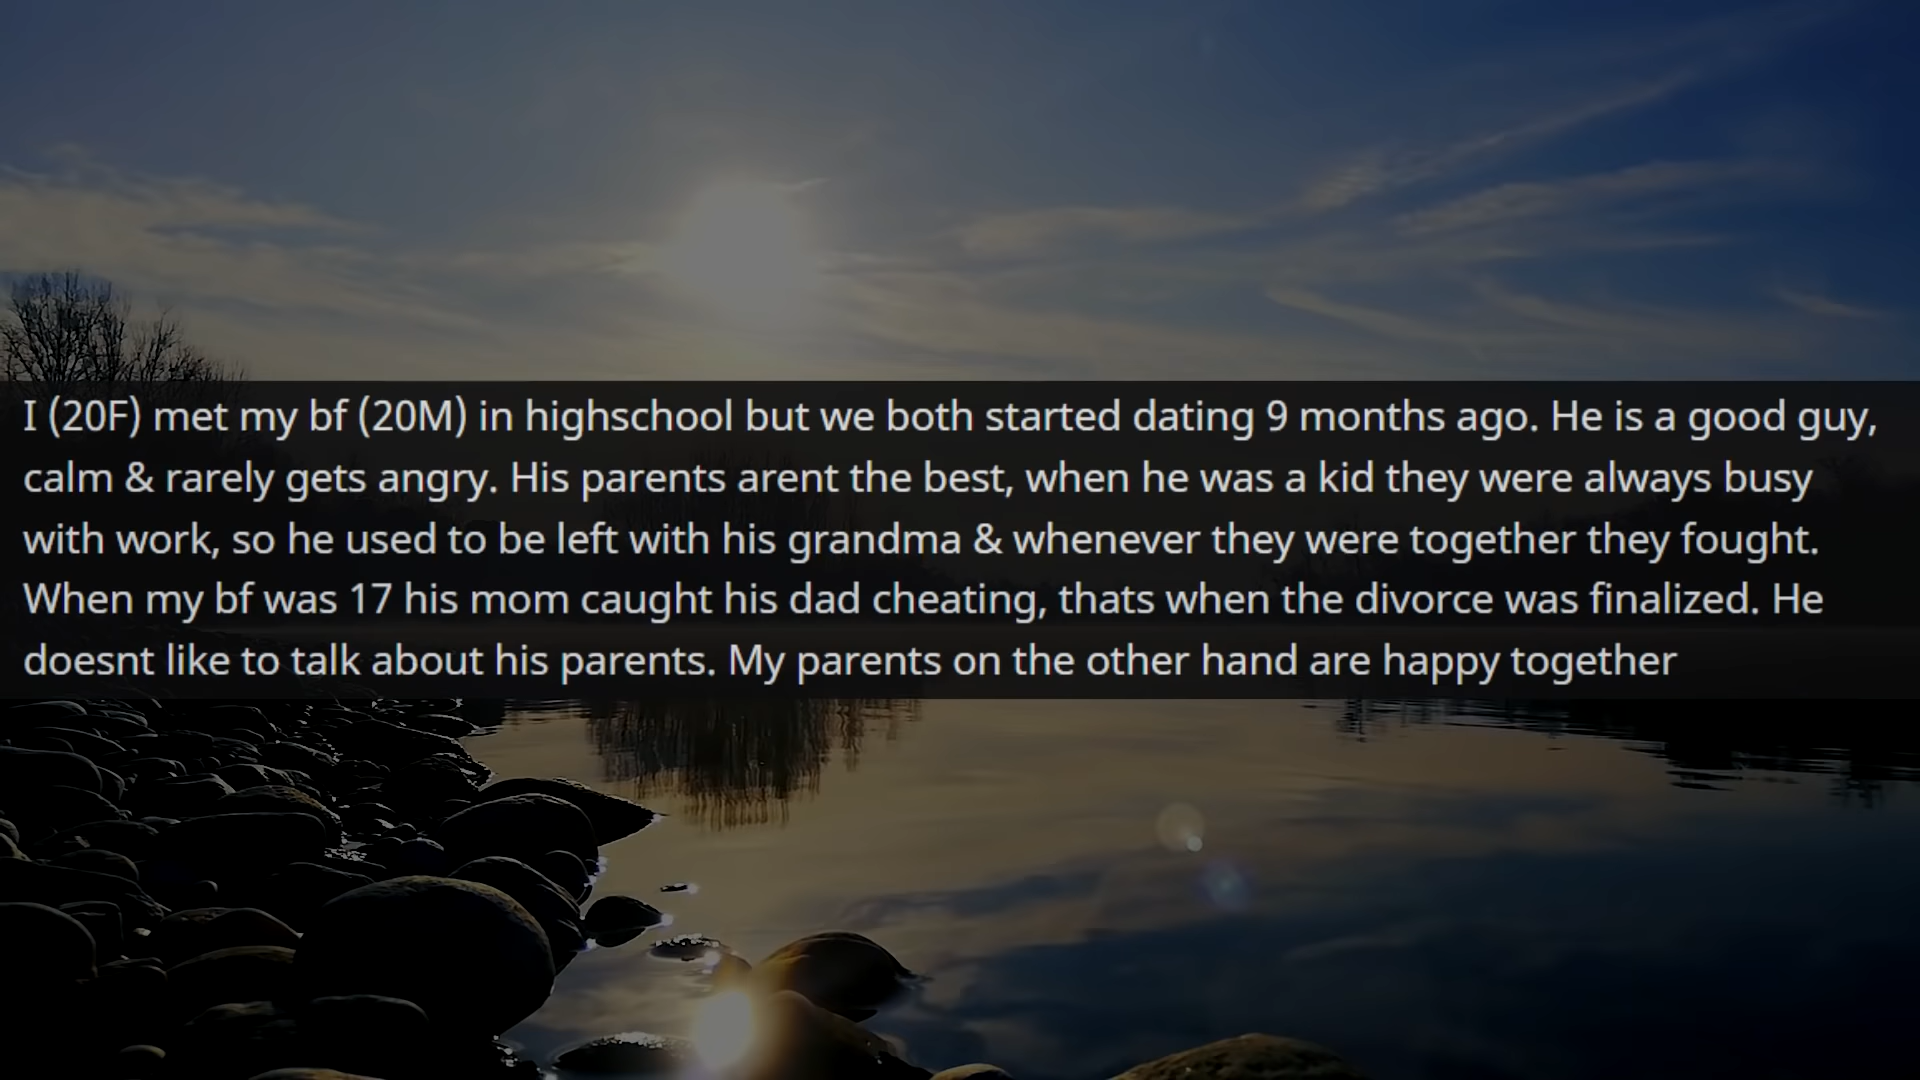 I (20F) met my bf (20M) in highschool but we both started dating 9 months ago. He is a good guy,
calm & rarely gets angry. His parents arent the best, when he was a kid they were always busy
with work, so he used to be left with his grandma & whenever they were together they fought.
When my bf was 17 his mom caught his dad cheating, thats when the divorce was finalized. He
doesnt like to talk about his parents. My parents on the other hand are happy together